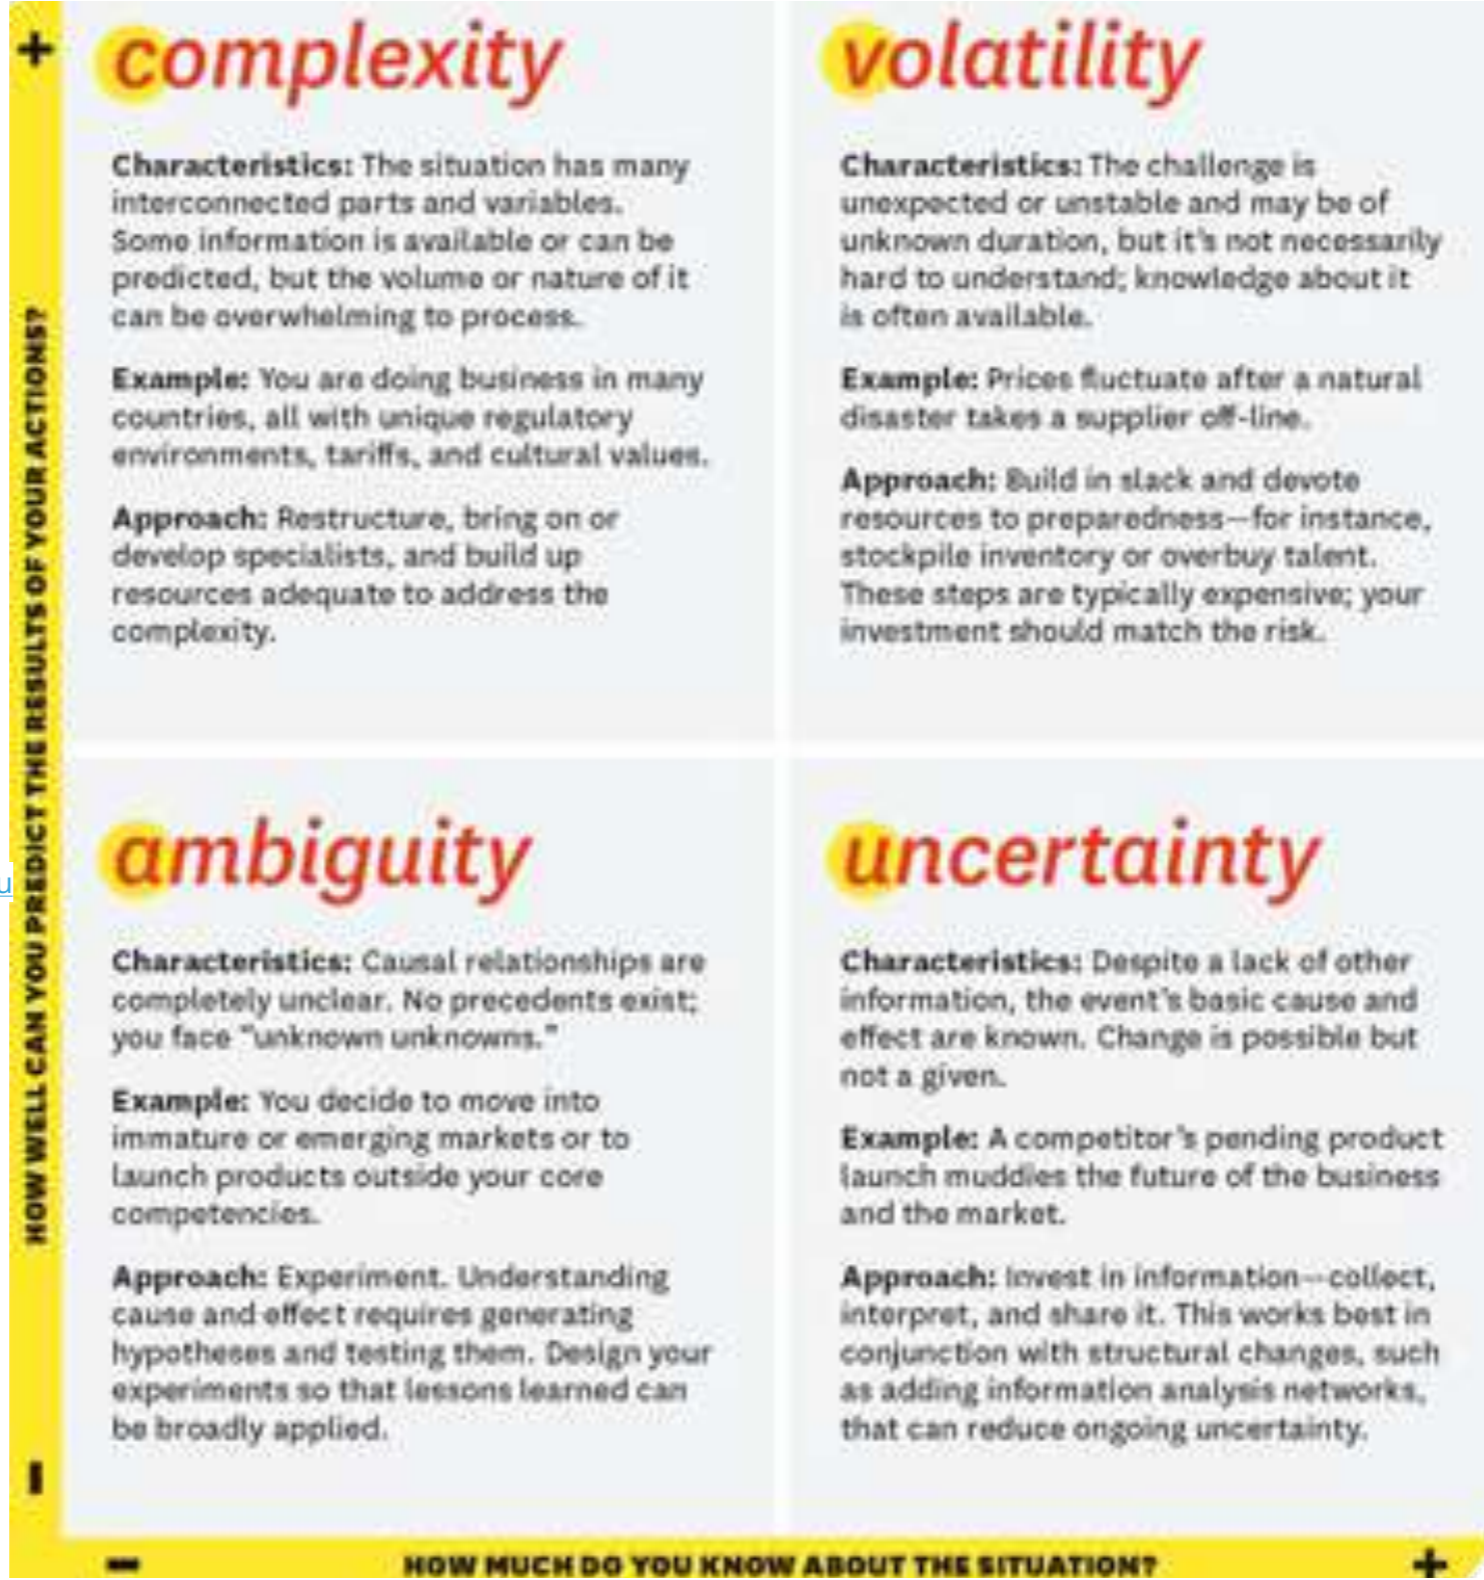 +
complexity
Characteristics: The situation has many
interconnected parts and variables.
Some information is available or can be
predicted, but the volume or nature of it
can be overwhelming to process.
Example: You are doing business in many
countries, all with unique regulatory
environments, tariffs, and cultural values.
Approach: Restructure, bring on or
develop specialists, and build up
resources adequate to address the
complexity.
volatility
Characteristics: The challenge is
unexpected or unstable and may be of
unknown duration, but it's not necessarily
hard to understand; knowledge about it
is often available.
Example: Prices fluctuate after a natural
disaster takes a supplier off-line.
Approach: Build in slack and devote
resources to preparedness—for instance,
stockpile inventory or overbuy talent.
These steps are typically expensive; your
investment should match the risk.
HOW WELL CAN YOU PREDICT THE RESULTS OF YOUR ACTIONS?
u
ambiguity
Characteristics: Causal relationships are
completely unclear. No precedents exist;
you face "unknown unknowns."
Example: You decide to move into
immature or emerging markets or to
launch products outside your core
competencies.
Approach: Experiment. Understanding
cause and effect requires generating
hypotheses and testing them. Design your
experiments so that lessons learned can
be broadly applied.
uncertainty
Characteristics: Despite a lack of other
information, the event's basic cause and
effect are known. Change is possible but
not a given.
Example: A competitor's pending product
launch muddies the future of the business
and the market.
Approach: Invest in information—collect,
interpret, and share it. This works best in
conjunction with structural changes, such
as adding information analysis networks,
that can reduce ongoing uncertainty.
–
– HOW MUCH DO YOU KNOW ABOUT THE SITUATION? +